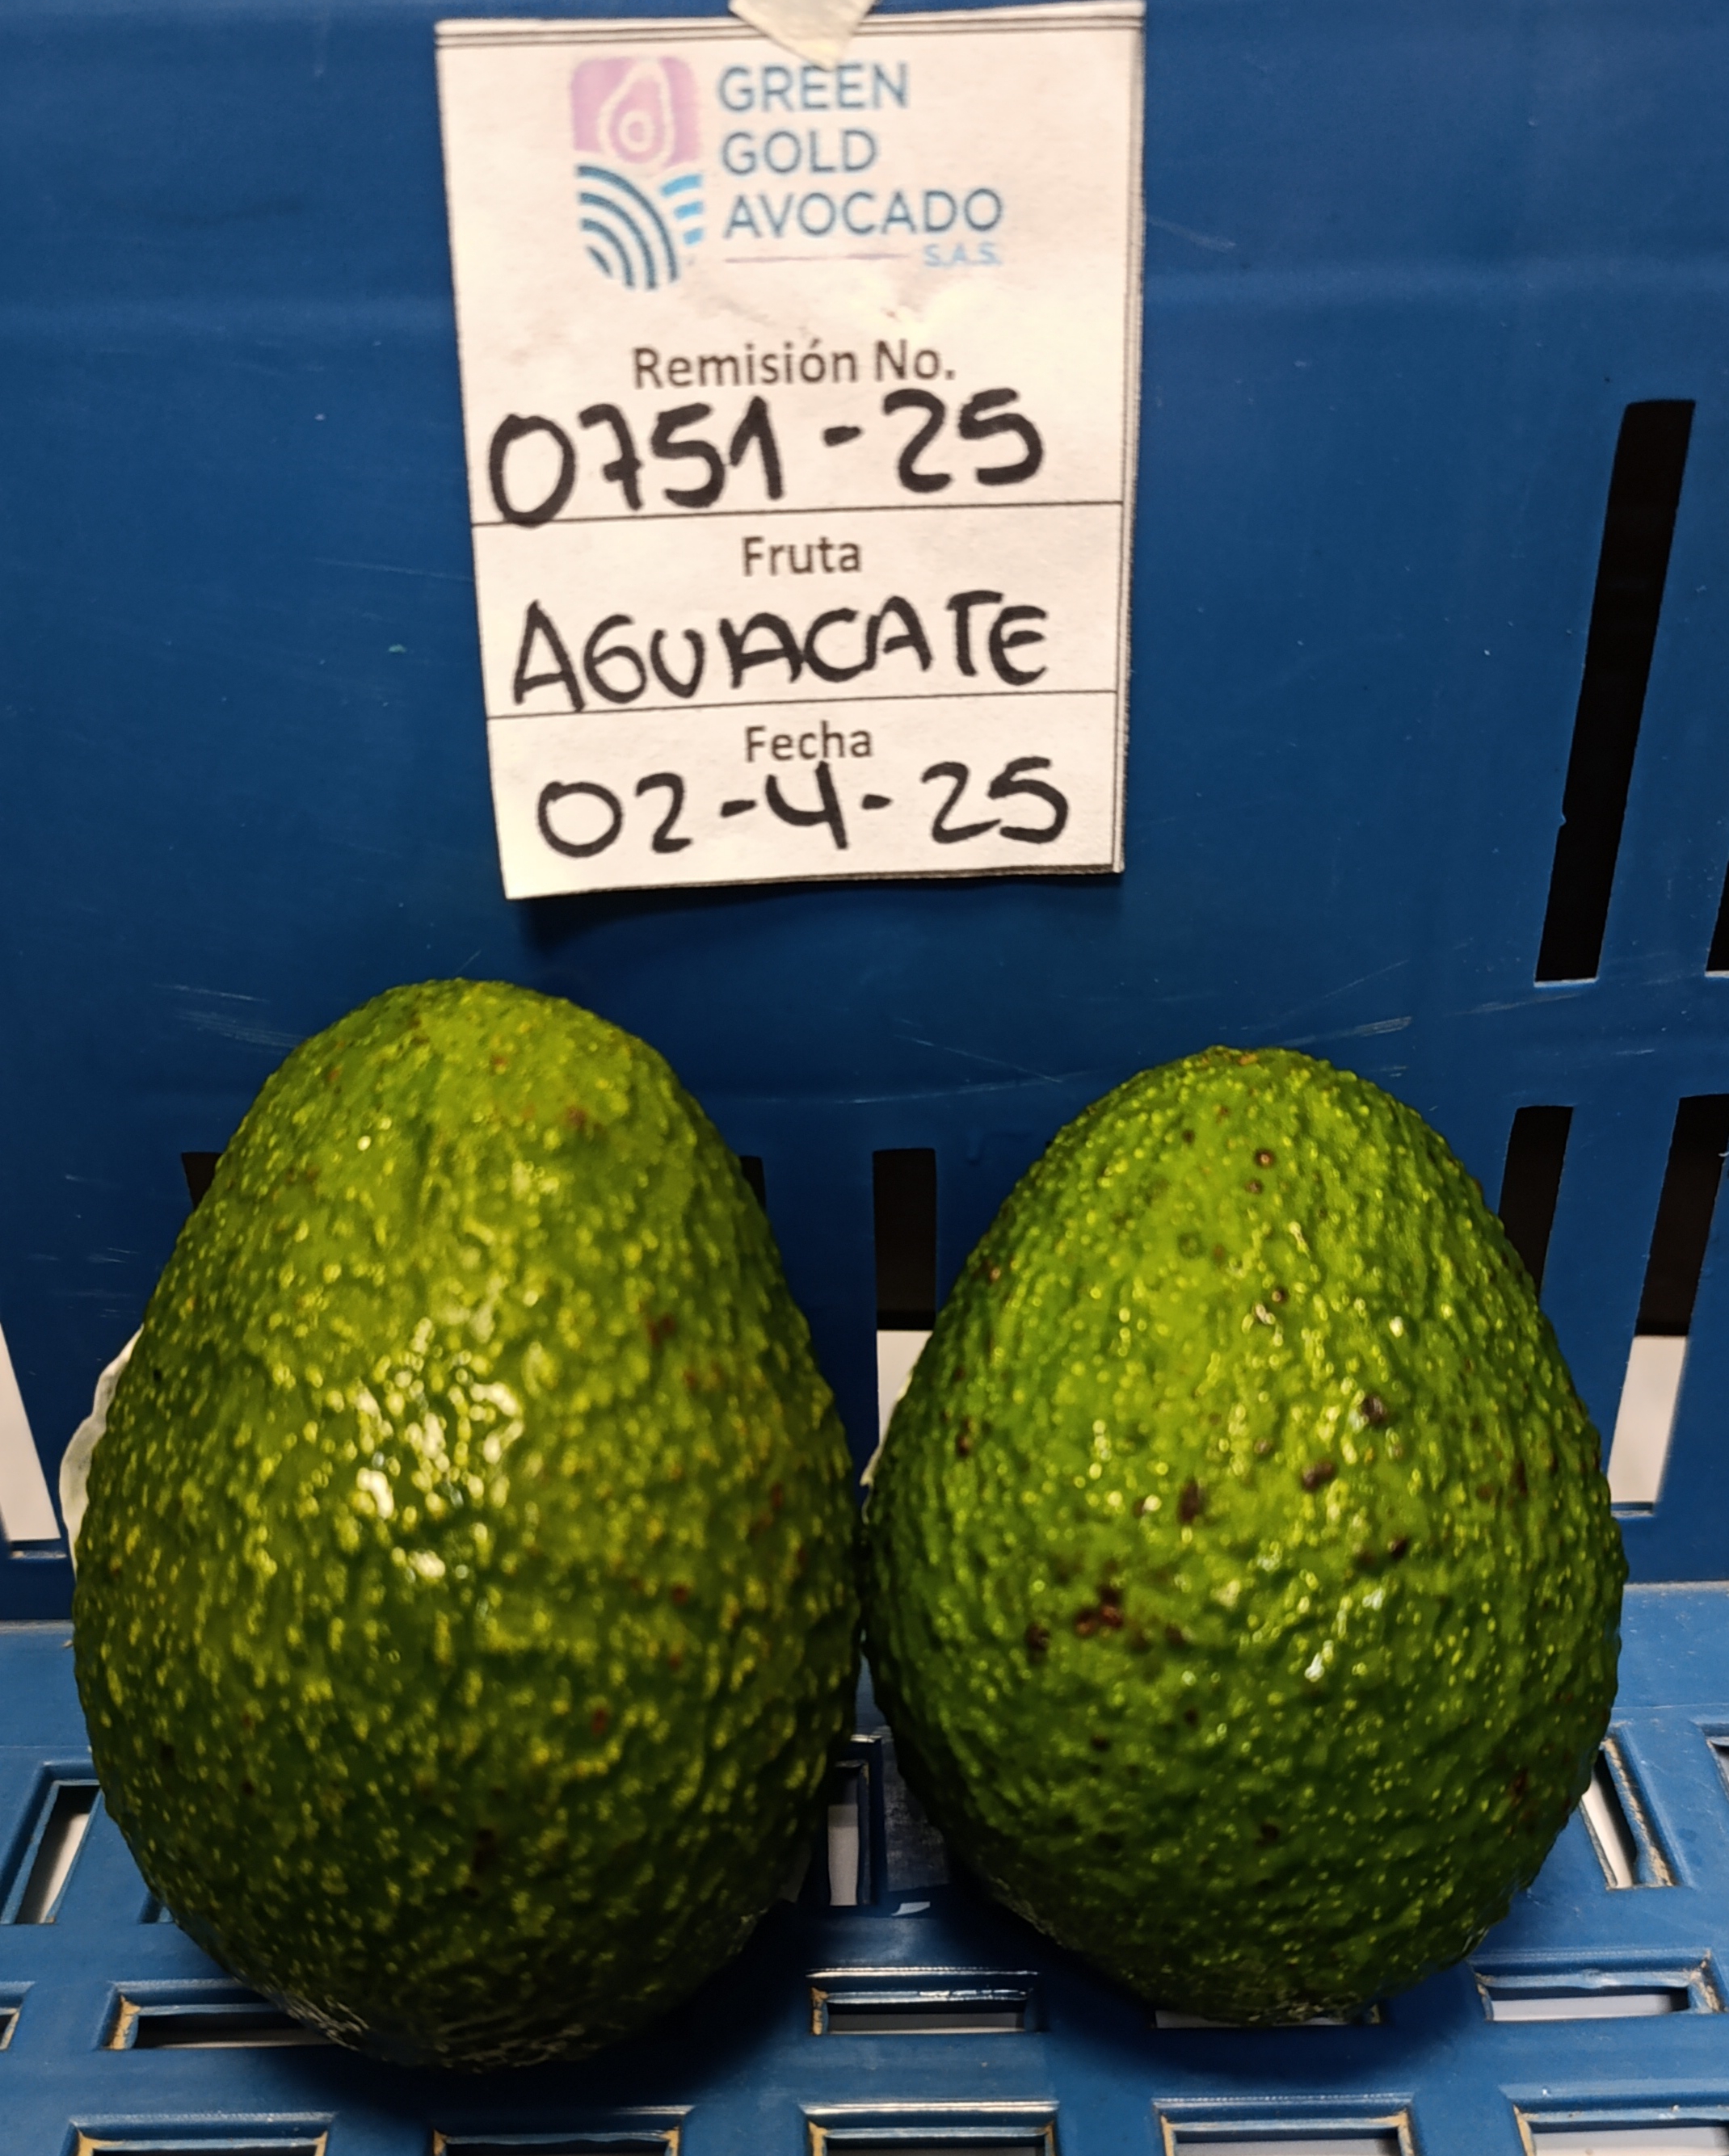 GREEN
GOLD
AVOCADO
S.A.S.
Remisión No.
0751-25
Fruta
AGUACATE
Fecha
02-4-25